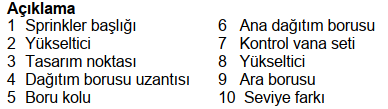 Açıklama
1 Sprinkler başlığı
2 Yükseltici
3 Tasarım noktası
4 Dağıtım borusu uzantısı
5 Boru kolu
6 Ana dağıtım borusu
7 Kontrol vana seti
8 Yükseltici
9 Ara borusu
10 Seviye farkı